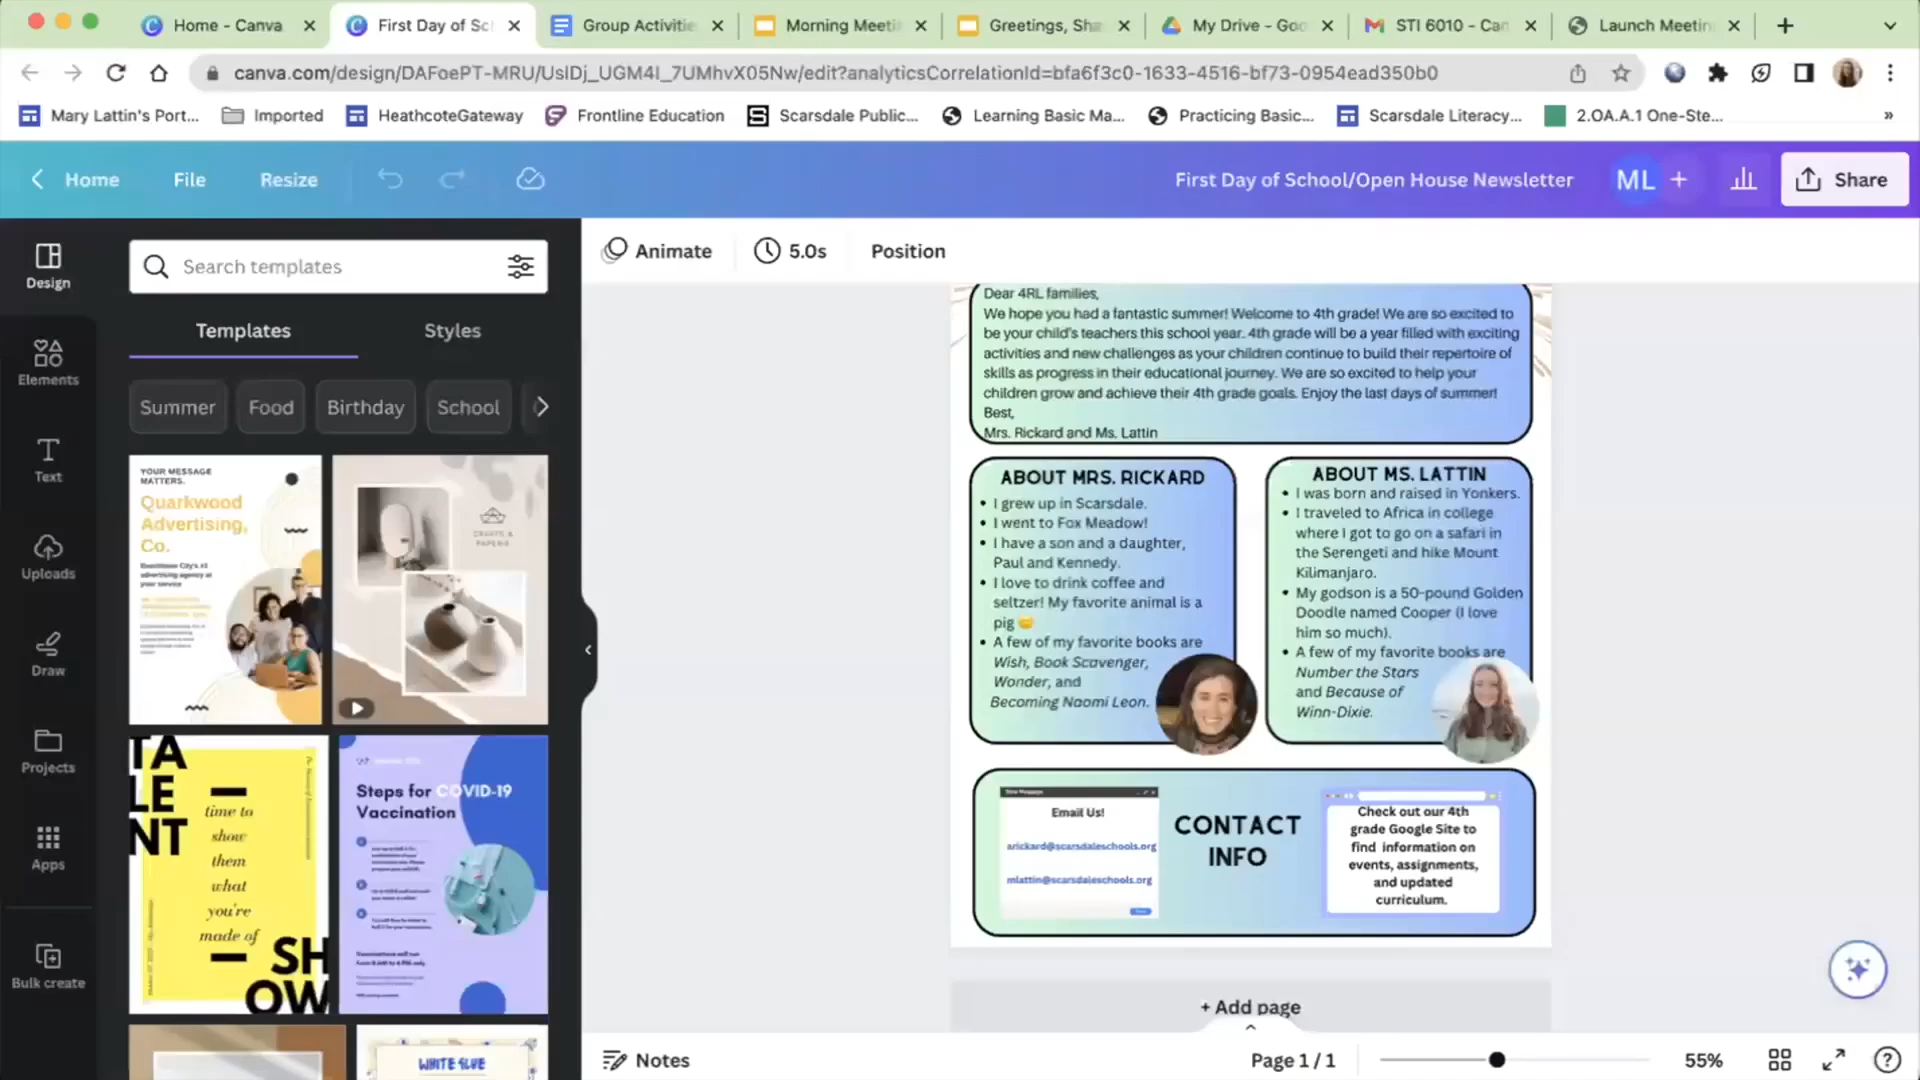 Home - Canva
First Day of Sc
Group Activitie
Morning Meeti
Greetings, Sha
My Drive - Goo
STI 6010 - Can
Launch Meetin
canva.com/design/DAFoePT-MRU/UslDj_UGM4I_7UMhvX05Nw/edit?analyticsCorrelationId=bfa6f3c0-1633-4516-bf73-0954ead350b0
Mary Lattin's Port...
Imported
HeathcoteGateway
Frontline Education
Scarsdale Public...
Learning Basic Ma...
Practicing Basic...
Scarsdale Literacy...
2.OA.A.1 One-Ste...
Home
File
Resize
First Day of School/Open House Newsletter
ML
Share
Design
Elements
Text
Uploads
Draw
Projects
Apps
Bulk create
Search templates
Templates
Styles
Summer
Food
Birthday
School
YOUR MESSAGE
MATTERS.
Quarkwood
Advertising,
Co.
CRAFTS &
TA
LE
NT
time to
show
them
what
you're
made of
SH
OW
Steps for COVID-19
Vaccination
WHITE BLUE
Animate
5.0s
Position
Dear 4RL families,
We hope you had a fantastic summer! Welcome to 4th grade! We are so excited to
be your child's teachers this school year. 4th grade will be a year filled with exciting
activities and new challenges as your children continue to build their repertoire of
skills as progress in their educational journey. We are so excited to help your
children grow and achieve their 4th grade goals. Enjoy the last days of summer!
Best,
Mrs. Rickard and Ms. Lattin
ABOUT MRS. RICKARD
• I grew up in Scarsdale.
• I went to Fox Meadow!
• I have a son and a daughter,
Paul and Kennedy.
• I love to drink coffee and
seltzer! My favorite animal is a
pig
• A few of my favorite books are
Wish, Book Scavenger,
Wonder, and
Becoming Naomi Leon.
ABOUT MS. LATTIN
• I was born and raised in Yonkers.
• I traveled to Africa in college
where I got to go on a safari in
the Serengeti and hike Mount
Kilimanjaro.
• My godson is a 50-pound Golden
Doodle named Cooper (I love
him so much).
• A few of my favorite books are
Number the Stars
and Because of
Winn-Dixie.
Email Us!
arickard@scarsdaleschools.org
mlattin@scarsdaleschools.org
CONTACT
INFO
Check out our 4th
grade Google Site to
find information on
events, assignments,
and updated
curriculum.
+ Add page
Notes
Page 1 / 1
55%